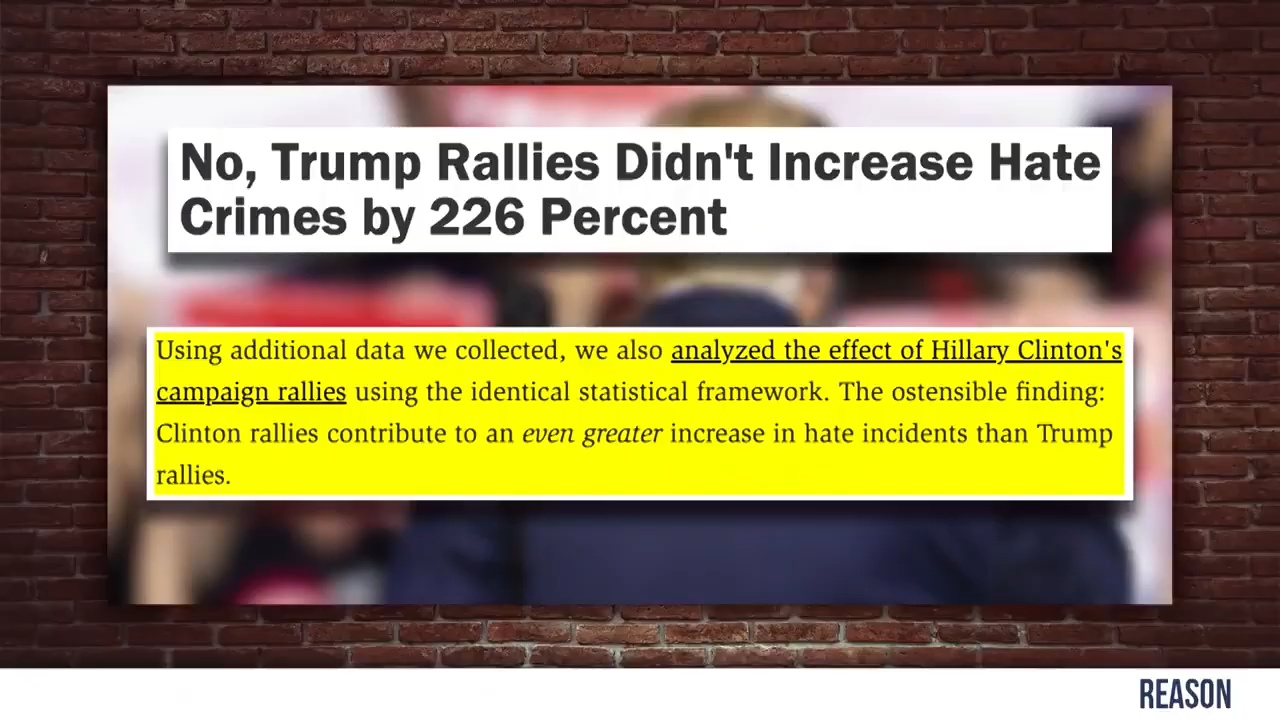 No, Trump Rallies Didn't Increase Hate
Crimes by 226 Percent
Using additional data we collected, we also analyzed the effect of Hillary Clinton's
campaign rallies using the identical statistical framework. The ostensible finding:
Clinton rallies contribute to an even greater increase in hate incidents than Trump
rallies.
REASON